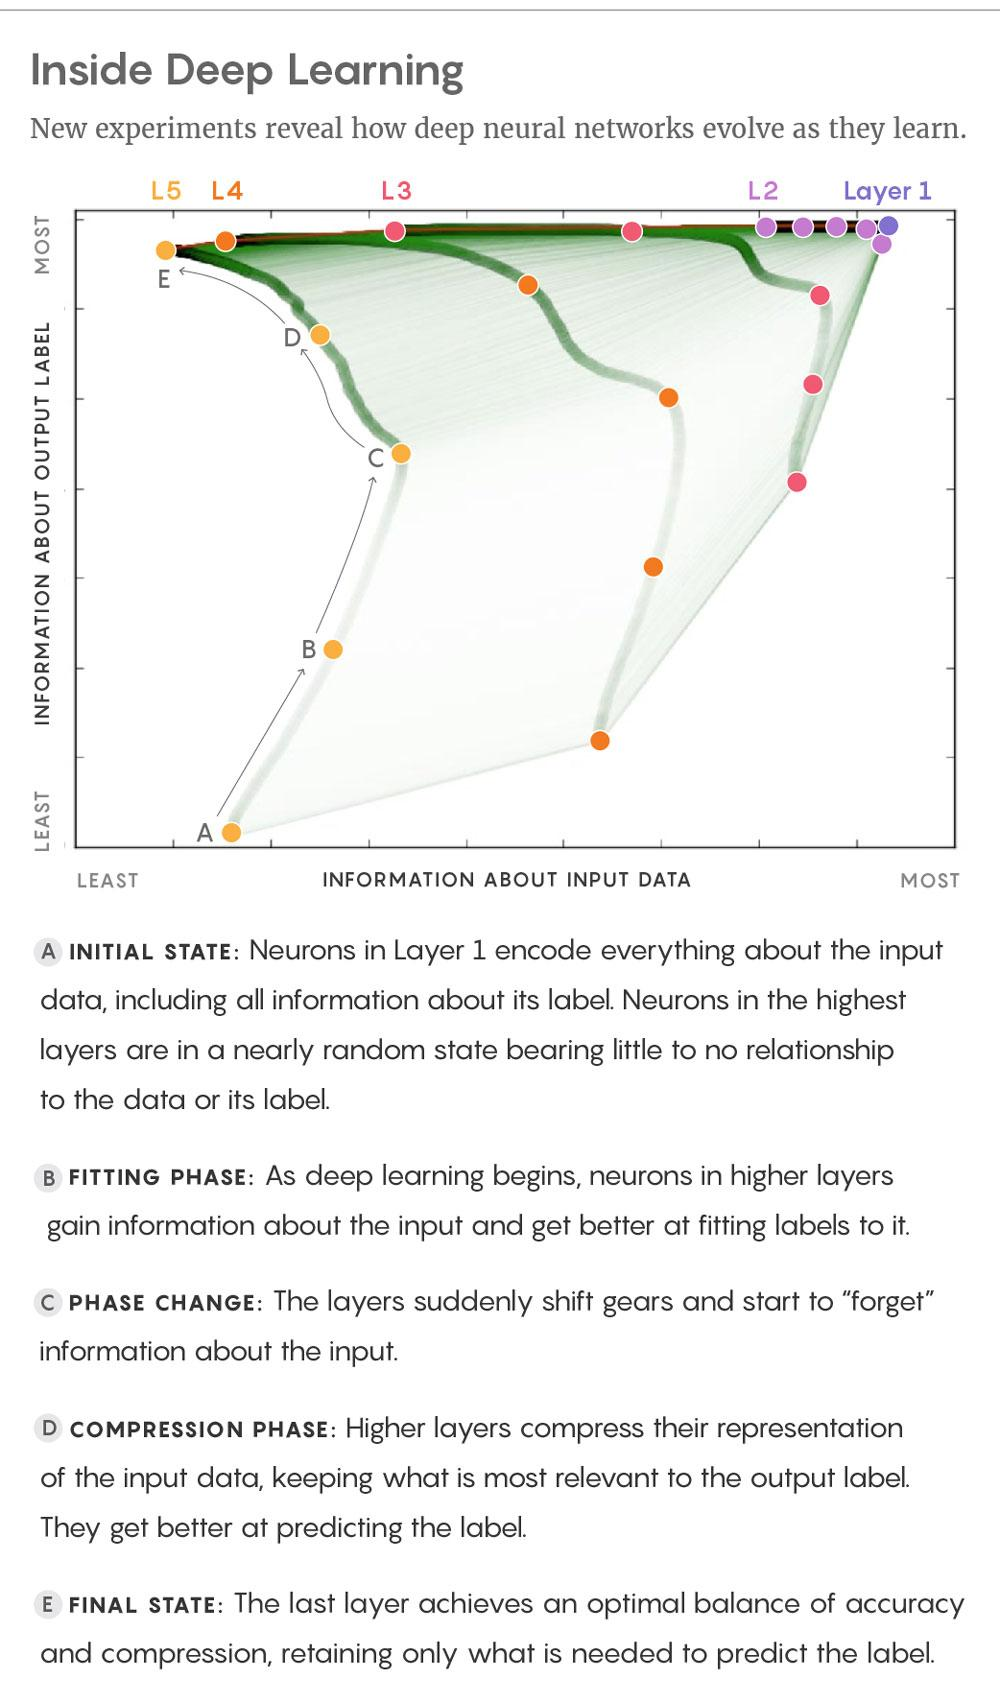 Inside Deep Learning
New experiments reveal how deep neural networks evolve as they learn.
L5 L4 L3 L2 Layer 1
MOST
INFORMATION ABOUT OUTPUT LABEL
LEAST
E
D
C
B
A
LEAST INFORMATION ABOUT INPUT DATA MOST
A INITIAL STATE: Neurons in Layer 1 encode everything about the input
data, including all information about its label. Neurons in the highest
layers are in a nearly random state bearing little to no relationship
to the data or its label.
B FITTING PHASE: As deep learning begins, neurons in higher layers
gain information about the input and get better at fitting labels to it.
C PHASE CHANGE: The layers suddenly shift gears and start to “forget”
information about the input.
D COMPRESSION PHASE: Higher layers compress their representation
of the input data, keeping what is most relevant to the output label.
They get better at predicting the label.
E FINAL STATE: The last layer achieves an optimal balance of accuracy
and compression, retaining only what is needed to predict the label.